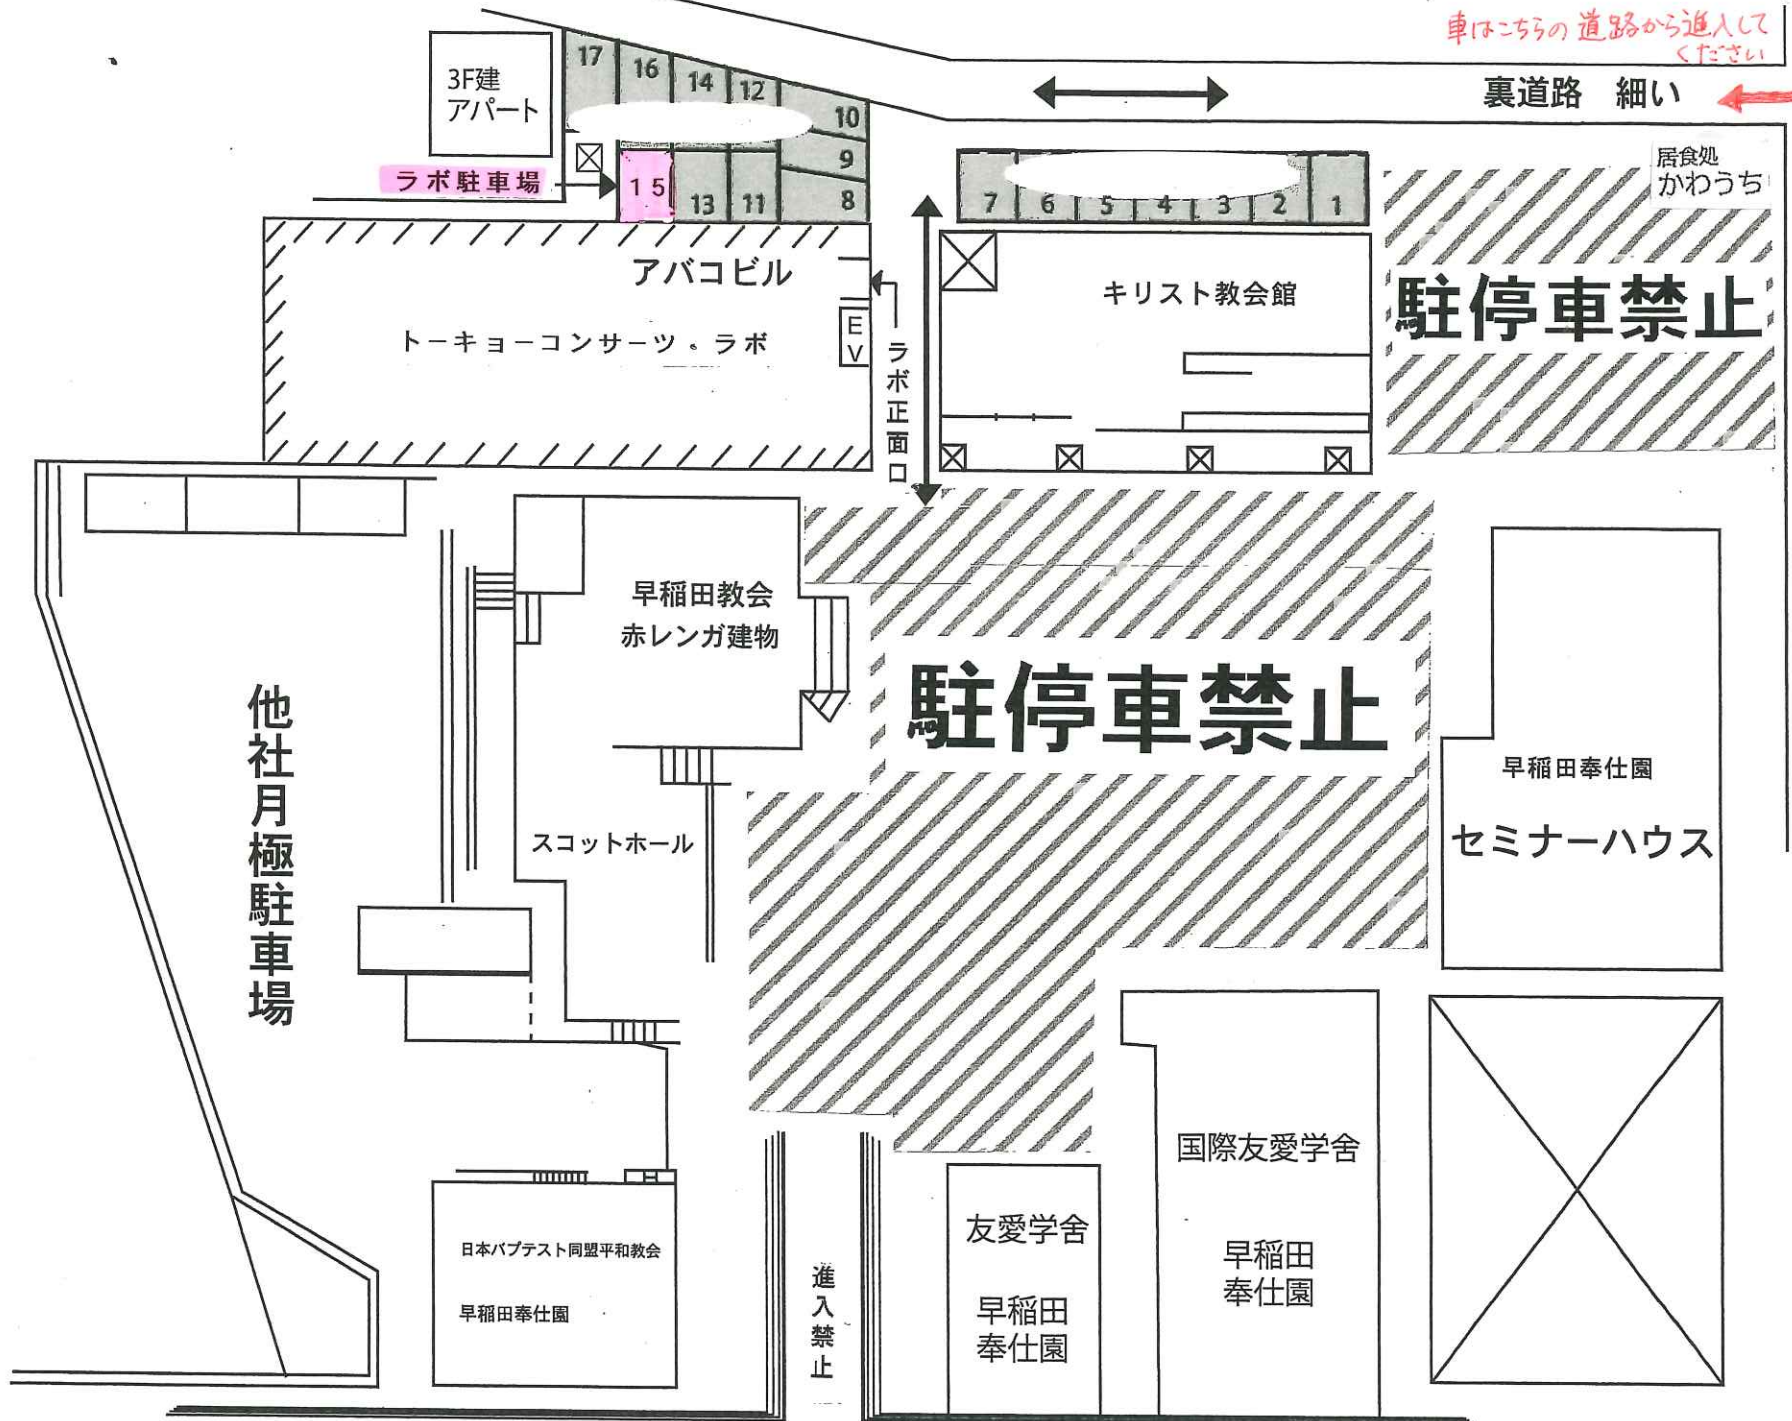 車はこちらの道路から進入して
ください
裏道路 細い
3F建
アパート
17
16
14
12
10
9
8
ラボ駐車場
15
13
11
7
6
5
4
3
2
1
居食処
かわうち
アバコビル
トーキョーコンサーツ。ラボ
EV
ラボ正面口
キリスト教会館
駐停車禁止
早稲田教会
赤レンガ建物
駐停車禁止
他社月極駐車場
スコットホール
早稲田奉仕園
セミナーハウス
国際友愛学舎
早稲田
奉仕園
友愛学舎
早稲田
奉仕園
日本バプテスト同盟平和教会
早稲田奉仕園
進入禁止